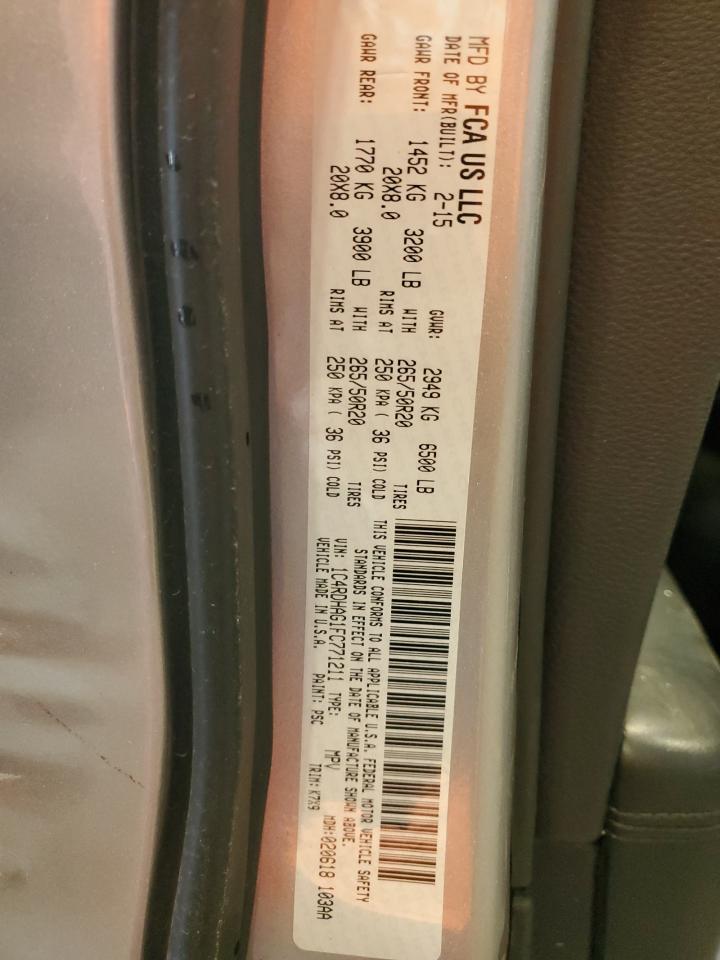 MFD BY FCA US LLC
DATE OF MFR(BUILT): 2-15 GVWR: 2949 KG 6500 LB
GAWR FRONT: 1452 KG 3200 LB WITH 265/50R20 TIRES
20X8.0 RIMS AT 250 KPA ( 36 PSI) COLD
GAWR REAR: 1770 KG 3900 LB WITH 265/50R20 TIRES
20X8.0 RIMS AT 250 KPA ( 36 PSI) COLD
THIS VEHICLE CONFORMS TO ALL APPLICABLE U.S.A. FEDERAL MOTOR VEHICLE SAFETY
STANDARDS IN EFFECT ON THE DATE OF MANUFACTURE SHOWN ABOVE.
VIN: 1C4RDHAG1FC771211 TYPE: MPV MDH:020618 103AA
VEHICLE MADE IN U.S.A. PAINT: PSC TRIM:K7X9